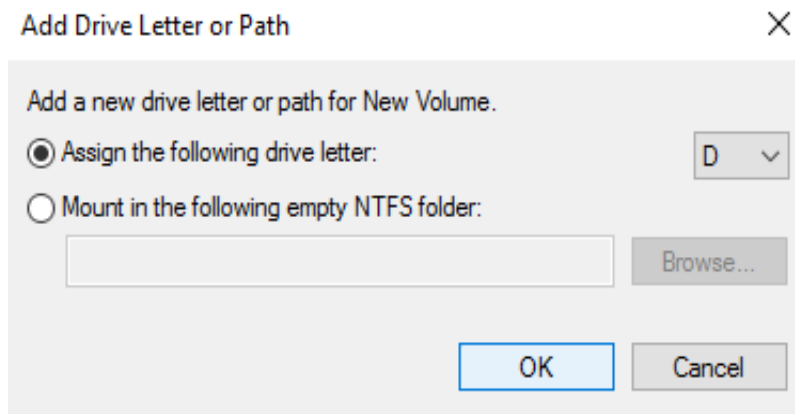 Add Drive Letter or Path
Add a new drive letter or path for New Volume.
Assign the following drive letter:
D
Mount in the following empty NTFS folder:
Browse...
OK
Cancel